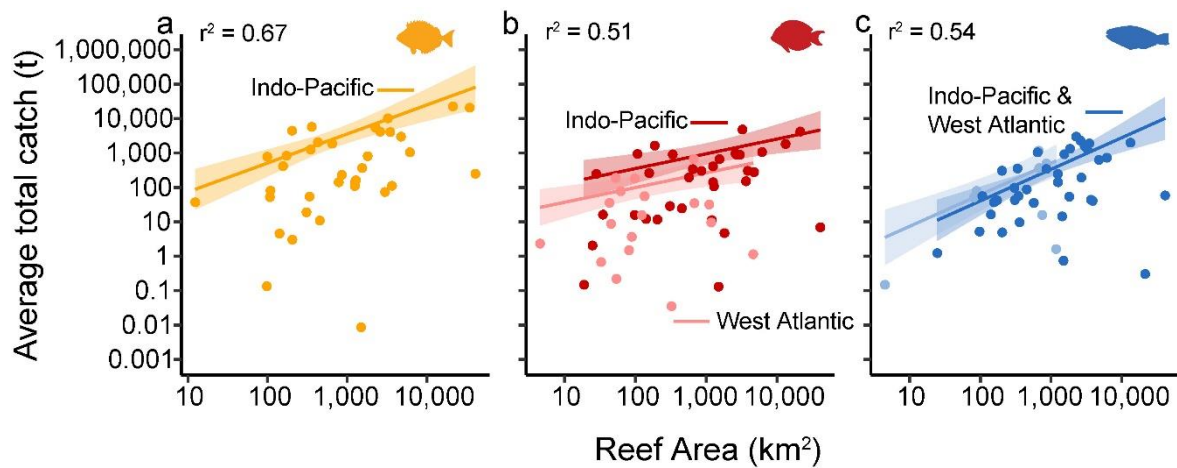 a
r² = 0.67
b
r² = 0.51
c
r² = 0.54
Average total catch (t)
1,000,000
100,000
10,000
1,000
100
10
1
0.1
0.01
0.001
Indo-Pacific
Indo-Pacific
West Atlantic
Indo-Pacific &
West Atlantic
10 100 1,000 10,000
10 100 1,000 10,000
10 100 1,000 10,000
Reef Area (km²)